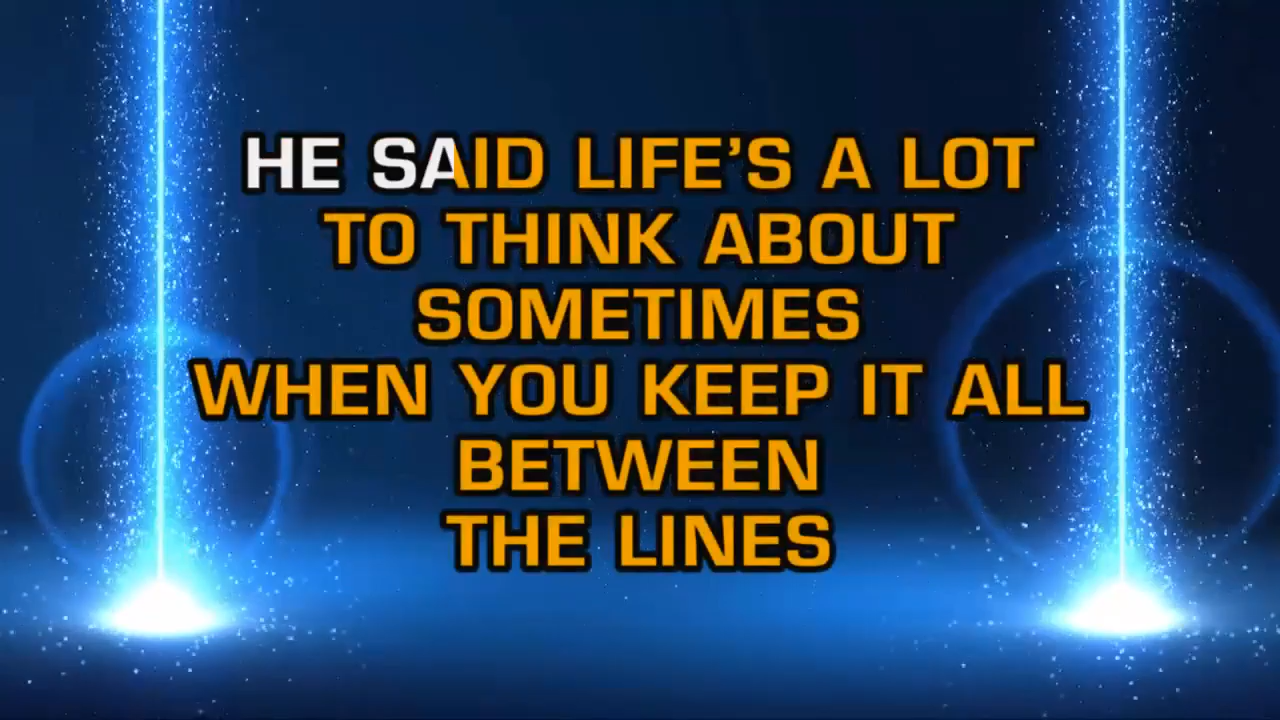 HE SAID LIFE'S A LOT
TO THINK ABOUT
SOMETIMES
WHEN YOU KEEP IT ALL
BETWEEN
THE LINES